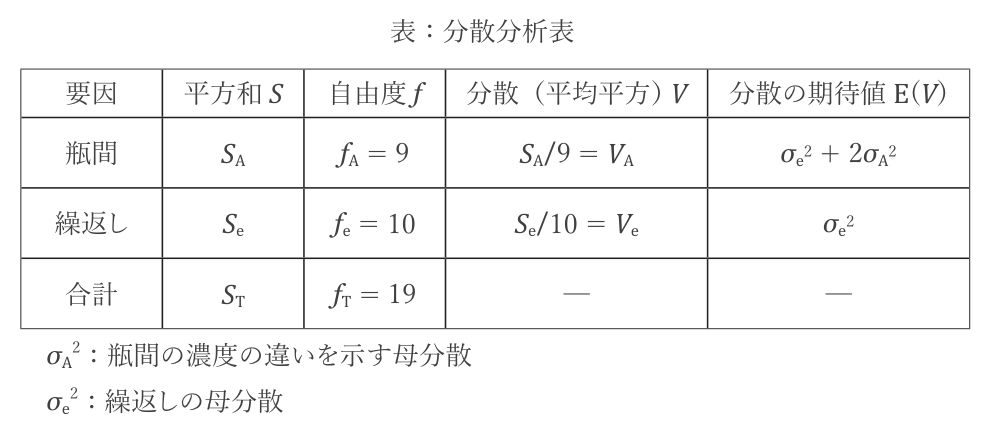 表：分散分析表
要因 平方和 S 自由度 f 分散（平均平方）V 分散の期待値 E(V)
瓶間 S_A f_A = 9 S_A/9 = V_A σ_e² + 2σ_A²
繰返し S_e f_e = 10 S_e/10 = V_e σ_e²
合計 S_T f_T = 19 — —
σ_A²：瓶間の濃度の違いを示す母分散
σ_e²：繰返しの母分散